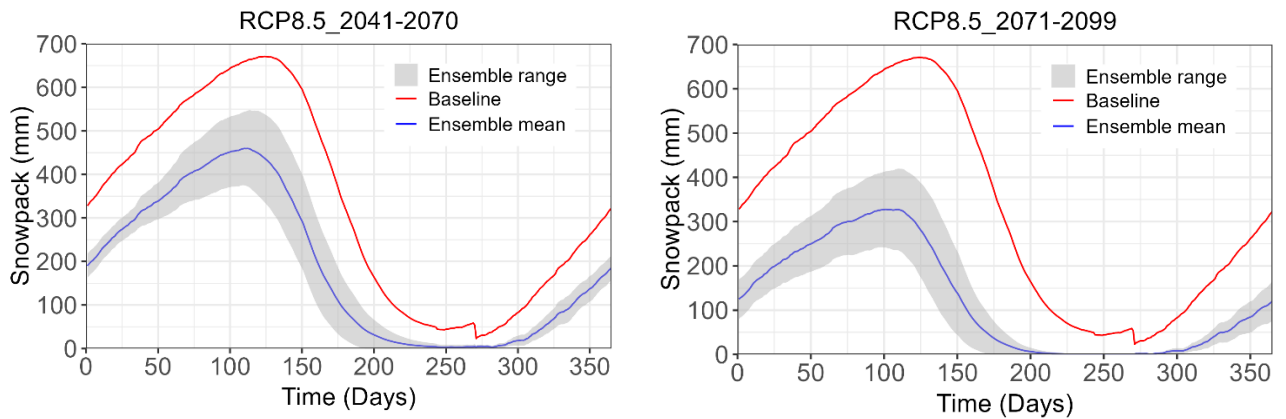 RCP8.5_2041-2070
700
600
500
400
300
200
100
0
Snowpack (mm)
Ensemble range
Baseline
Ensemble mean
0 50 100 150 200 250 300 350
Time (Days)
RCP8.5_2071-2099
700
600
500
400
300
200
100
0
Snowpack (mm)
Ensemble range
Baseline
Ensemble mean
0 50 100 150 200 250 300 350
Time (Days)